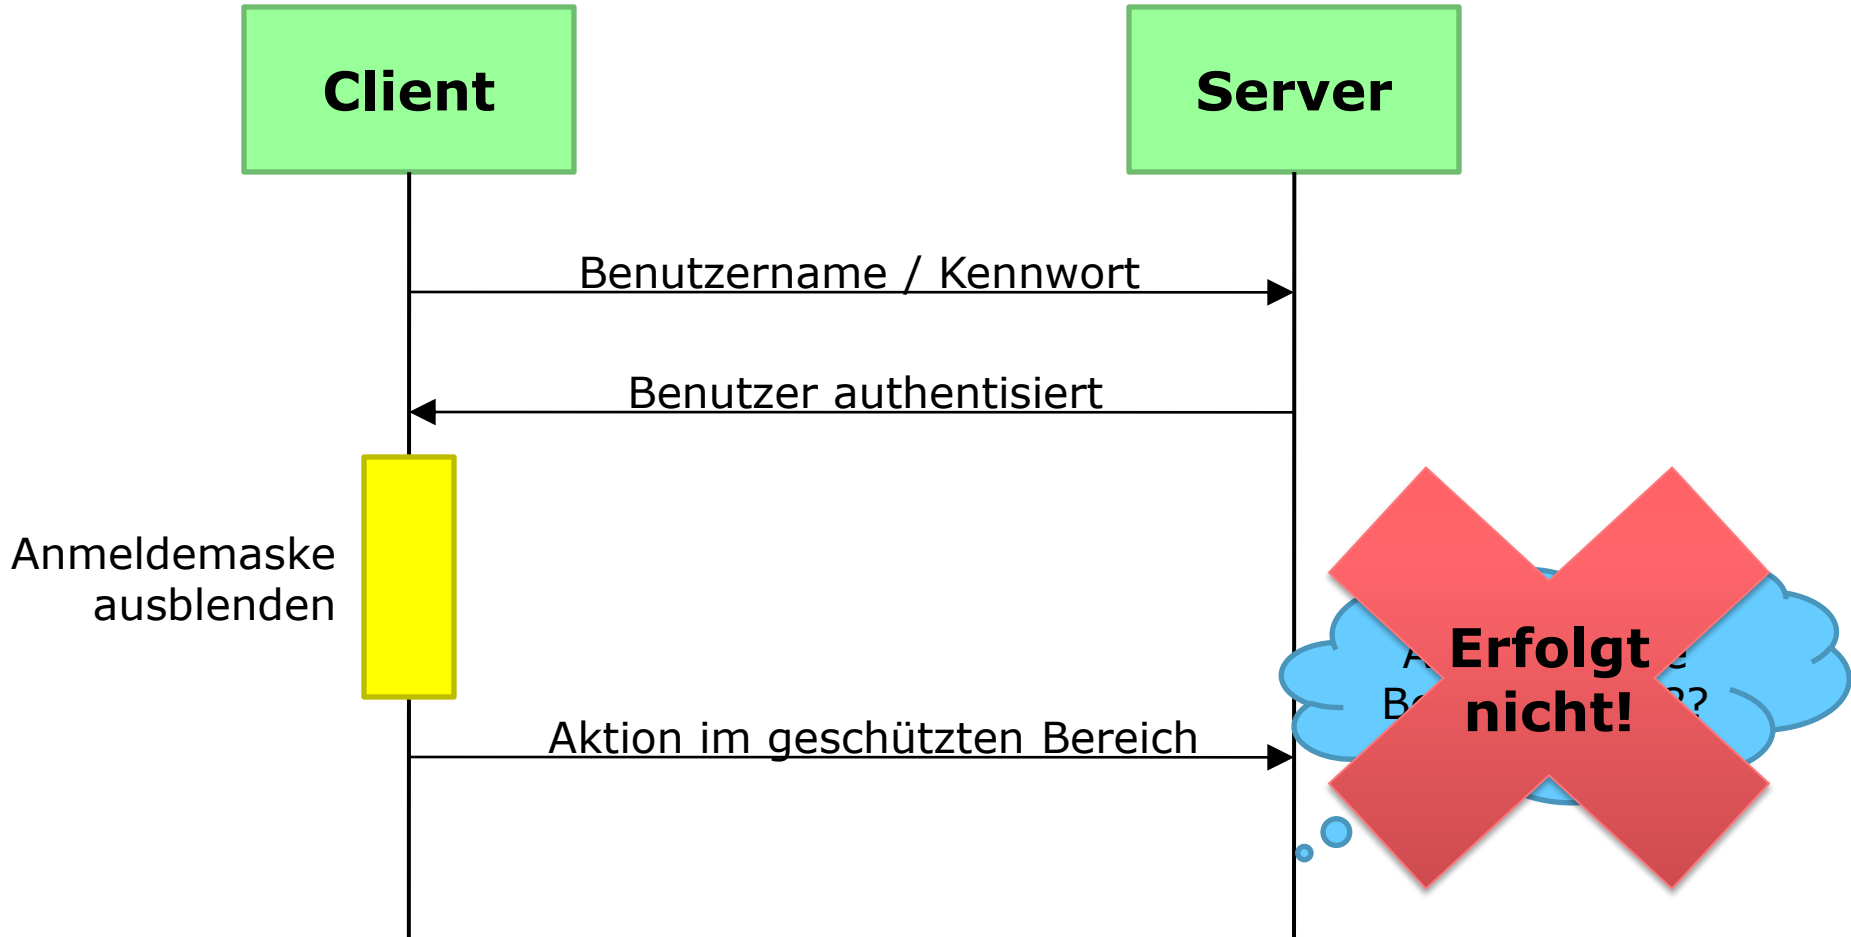 Client
Server
Benutzername / Kennwort
Benutzer authentisiert
Anmeldemaske
ausblenden
Erfolgt
nicht!
Aktion im geschützten Bereich